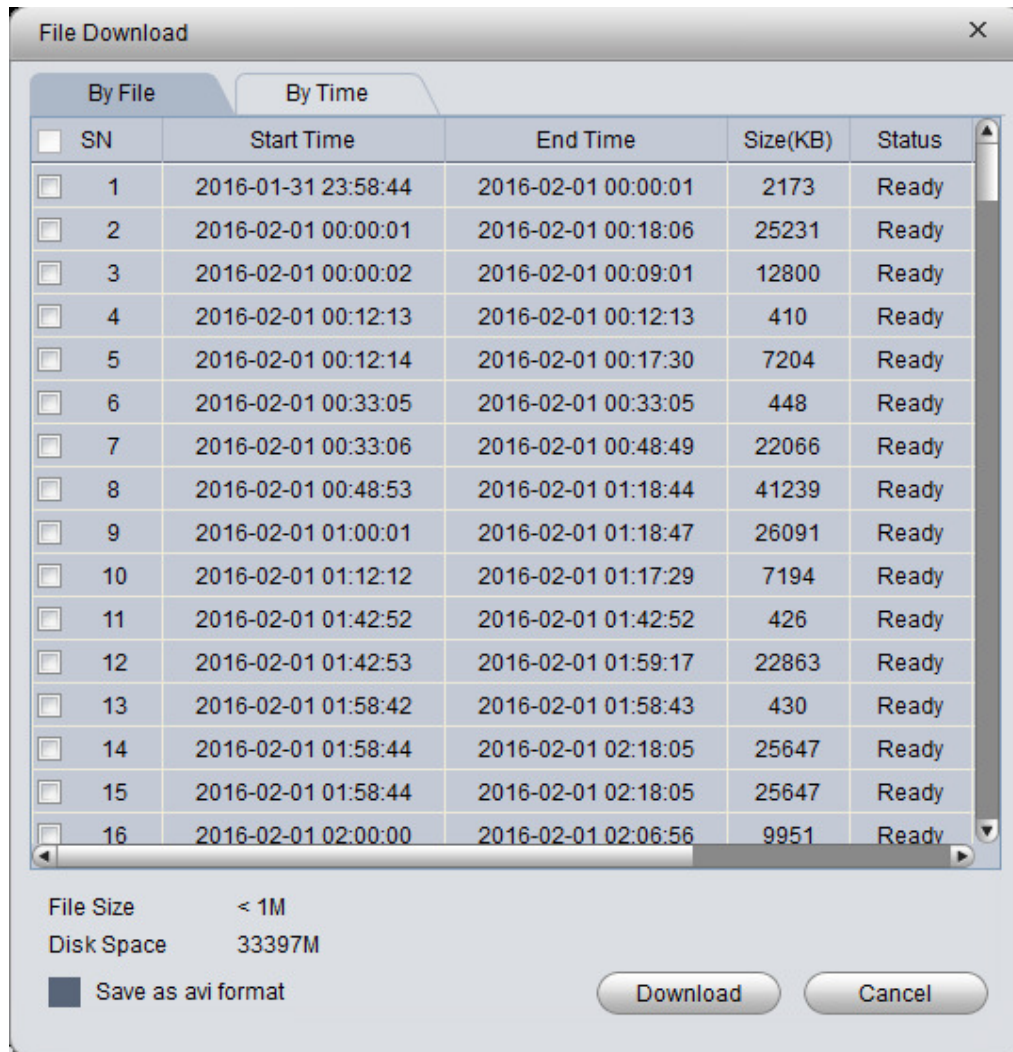 File Download
By File By Time
SN Start Time End Time Size(KB) Status
1 2016-01-31 23:58:44 2016-02-01 00:00:01 2173 Ready
2 2016-02-01 00:00:01 2016-02-01 00:18:06 25231 Ready
3 2016-02-01 00:00:02 2016-02-01 00:09:01 12800 Ready
4 2016-02-01 00:12:13 2016-02-01 00:12:13 410 Ready
5 2016-02-01 00:12:14 2016-02-01 00:17:30 7204 Ready
6 2016-02-01 00:33:05 2016-02-01 00:33:05 448 Ready
7 2016-02-01 00:33:06 2016-02-01 00:48:49 22066 Ready
8 2016-02-01 00:48:53 2016-02-01 01:18:44 41239 Ready
9 2016-02-01 01:00:01 2016-02-01 01:18:47 26091 Ready
10 2016-02-01 01:12:12 2016-02-01 01:17:29 7194 Ready
11 2016-02-01 01:42:52 2016-02-01 01:42:52 426 Ready
12 2016-02-01 01:42:53 2016-02-01 01:59:17 22863 Ready
13 2016-02-01 01:58:42 2016-02-01 01:58:43 430 Ready
14 2016-02-01 01:58:44 2016-02-01 02:18:05 25647 Ready
15 2016-02-01 01:58:44 2016-02-01 02:18:05 25647 Ready
16 2016-02-01 02:00:00 2016-02-01 02:06:56 9951 Ready
File Size < 1M
Disk Space 33397M
Save as avi format Download Cancel